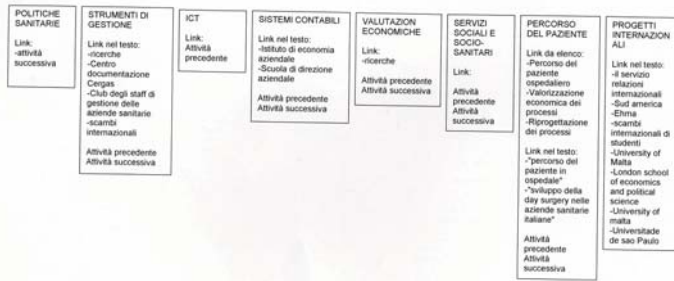 POLITICHE
SANITARIE
Link:
-attività
successiva
STRUMENTI DI
GESTIONE
Link nel testo:
-ricerche
-Centro
documentazione
Cergas
-Club degli staff di
gestione delle
aziende sanitarie
-scambi
internazionali
Attività precedente
Attività successiva
ICT
Link:
Attività
precedente
SISTEMI CONTABILI
Link nel testo:
-Istituto di economia
aziendale
-Scuola di direzione
aziendale
Attività precedente
Attività successiva
VALUTAZION
ECONOMICHE
Link:
-ricerche
Attività precedente
Attività successiva
SERVIZI
SOCIALI E
SOCIO-
SANITARI
Link:
Attività
precedente
Attività
successiva
PERCORSO
DEL PAZIENTE
Link da elenco:
-Percorso del
paziente
ospedaliero
-Valorizzazione
economica dei
processi
-Riprogettazione
dei processi
Link nel testo:
-"percorso del
paziente in
ospedale"
-"sviluppo della
day surgery nelle
aziende sanitarie
italiane"
Attività
precedente
Attività
successiva
PROGETTI
INTERNAZION
ALI
Link nel testo:
-il servizio
relazioni
internazionali
-Sud america
-Ehma
-scambi
internazionali di
studenti
-University of
Malta
-London school
of economics
and political
science
-University of
malta
-Universitade
de sao Paulo